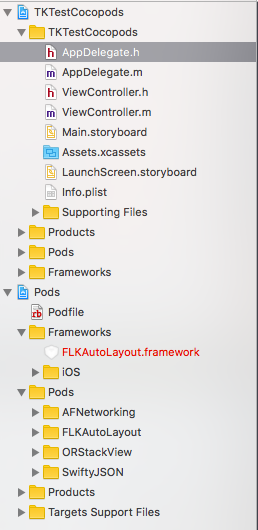 TKTestCocopods
TKTestCocopods
h AppDelegate.h
m AppDelegate.m
h ViewController.h
m ViewController.m
Main.storyboard
Assets.xcassets
LaunchScreen.storyboard
Info.plist
Supporting Files
Products
Pods
Frameworks
Pods
rb Podfile
Frameworks
FLKAutoLayout.framework
iOS
Pods
AFNetworking
FLKAutoLayout
ORStackView
SwiftyJSON
Products
Targets Support Files